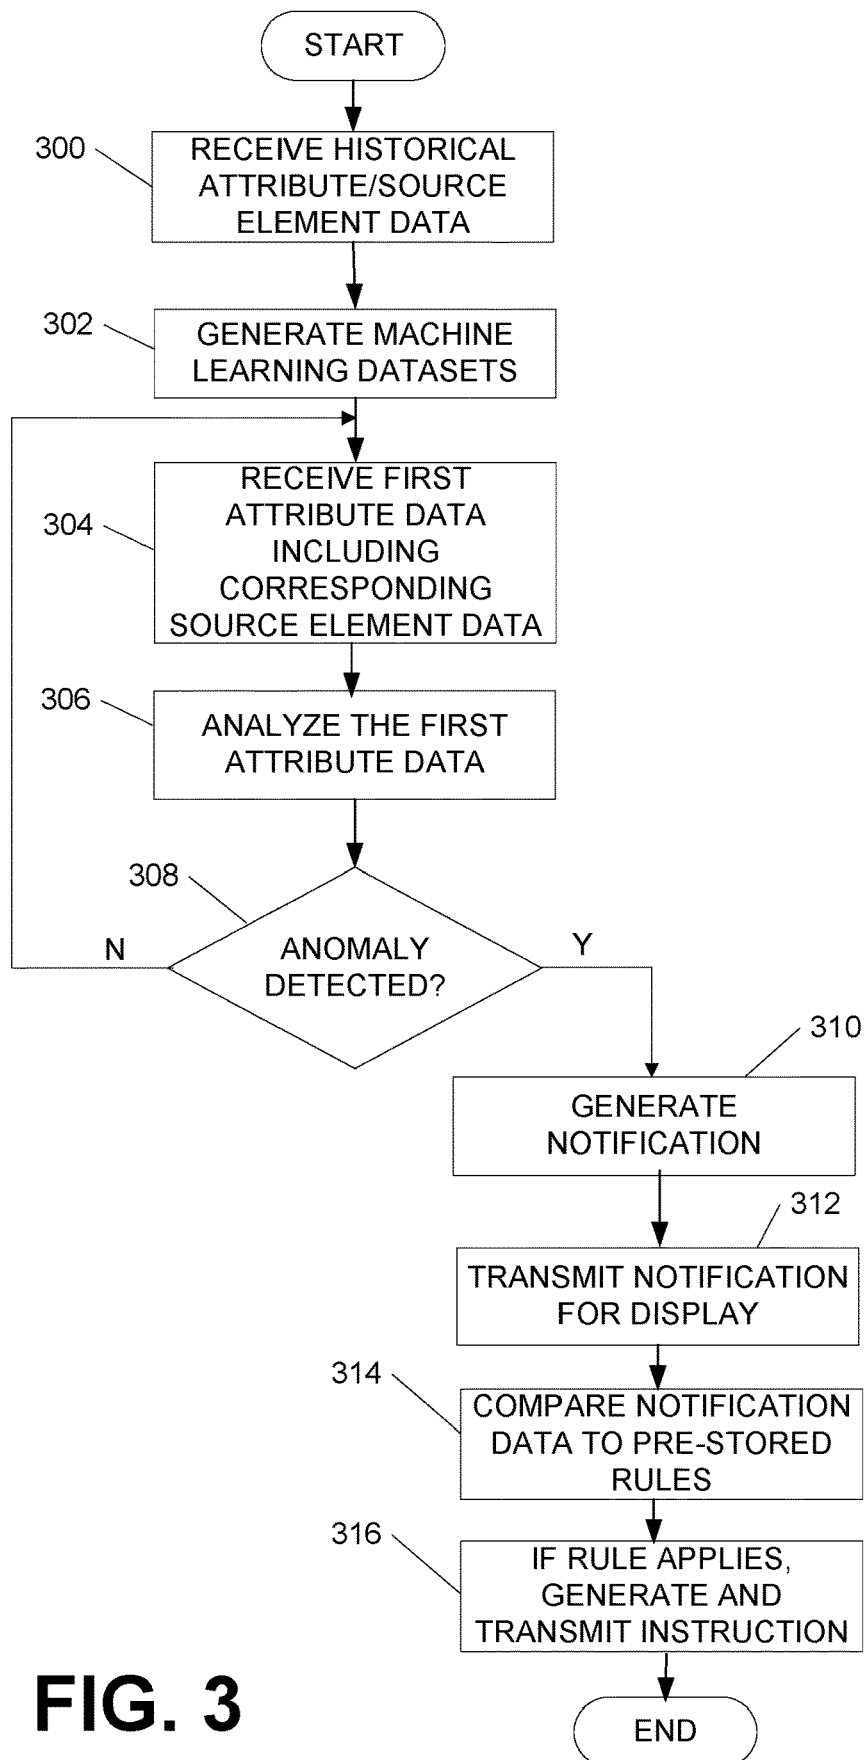 START
300
RECEIVE HISTORICAL
ATTRIBUTE/SOURCE
ELEMENT DATA
302
GENERATE MACHINE
LEARNING DATASETS
304
RECEIVE FIRST
ATTRIBUTE DATA
INCLUDING
CORRESPONDING
SOURCE ELEMENT DATA
306
ANALYZE THE FIRST
ATTRIBUTE DATA
308
N
ANOMALY
DETECTED?
Y
310
GENERATE
NOTIFICATION
312
TRANSMIT NOTIFICATION
FOR DISPLAY
314
COMPARE NOTIFICATION
DATA TO PRE-STORED
RULES
316
IF RULE APPLIES,
GENERATE AND
TRANSMIT INSTRUCTION
END
FIG. 3